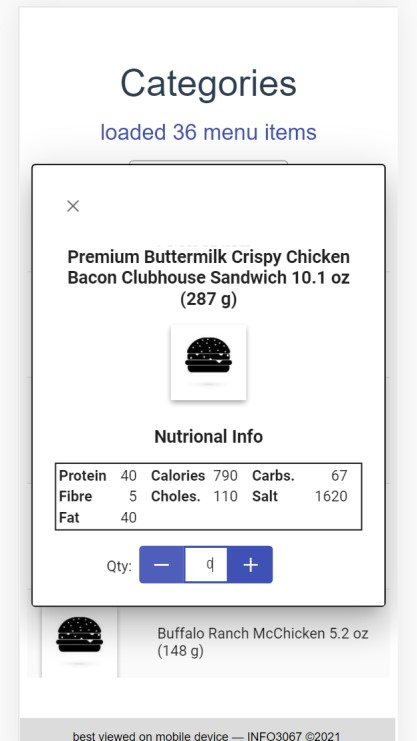 Categories
loaded 36 menu items
×
Premium Buttermilk Crispy Chicken
Bacon Clubhouse Sandwich 10.1 oz
(287 g)
Nutrional Info
Protein 40 Calories 790 Carbs. 67
Fibre 5 Choles. 110 Salt 1620
Fat 40
Qty: − 0 +
Buffalo Ranch McChicken 5.2 oz
(148 g)
best viewed on mobile device — INFO3067 ©2021